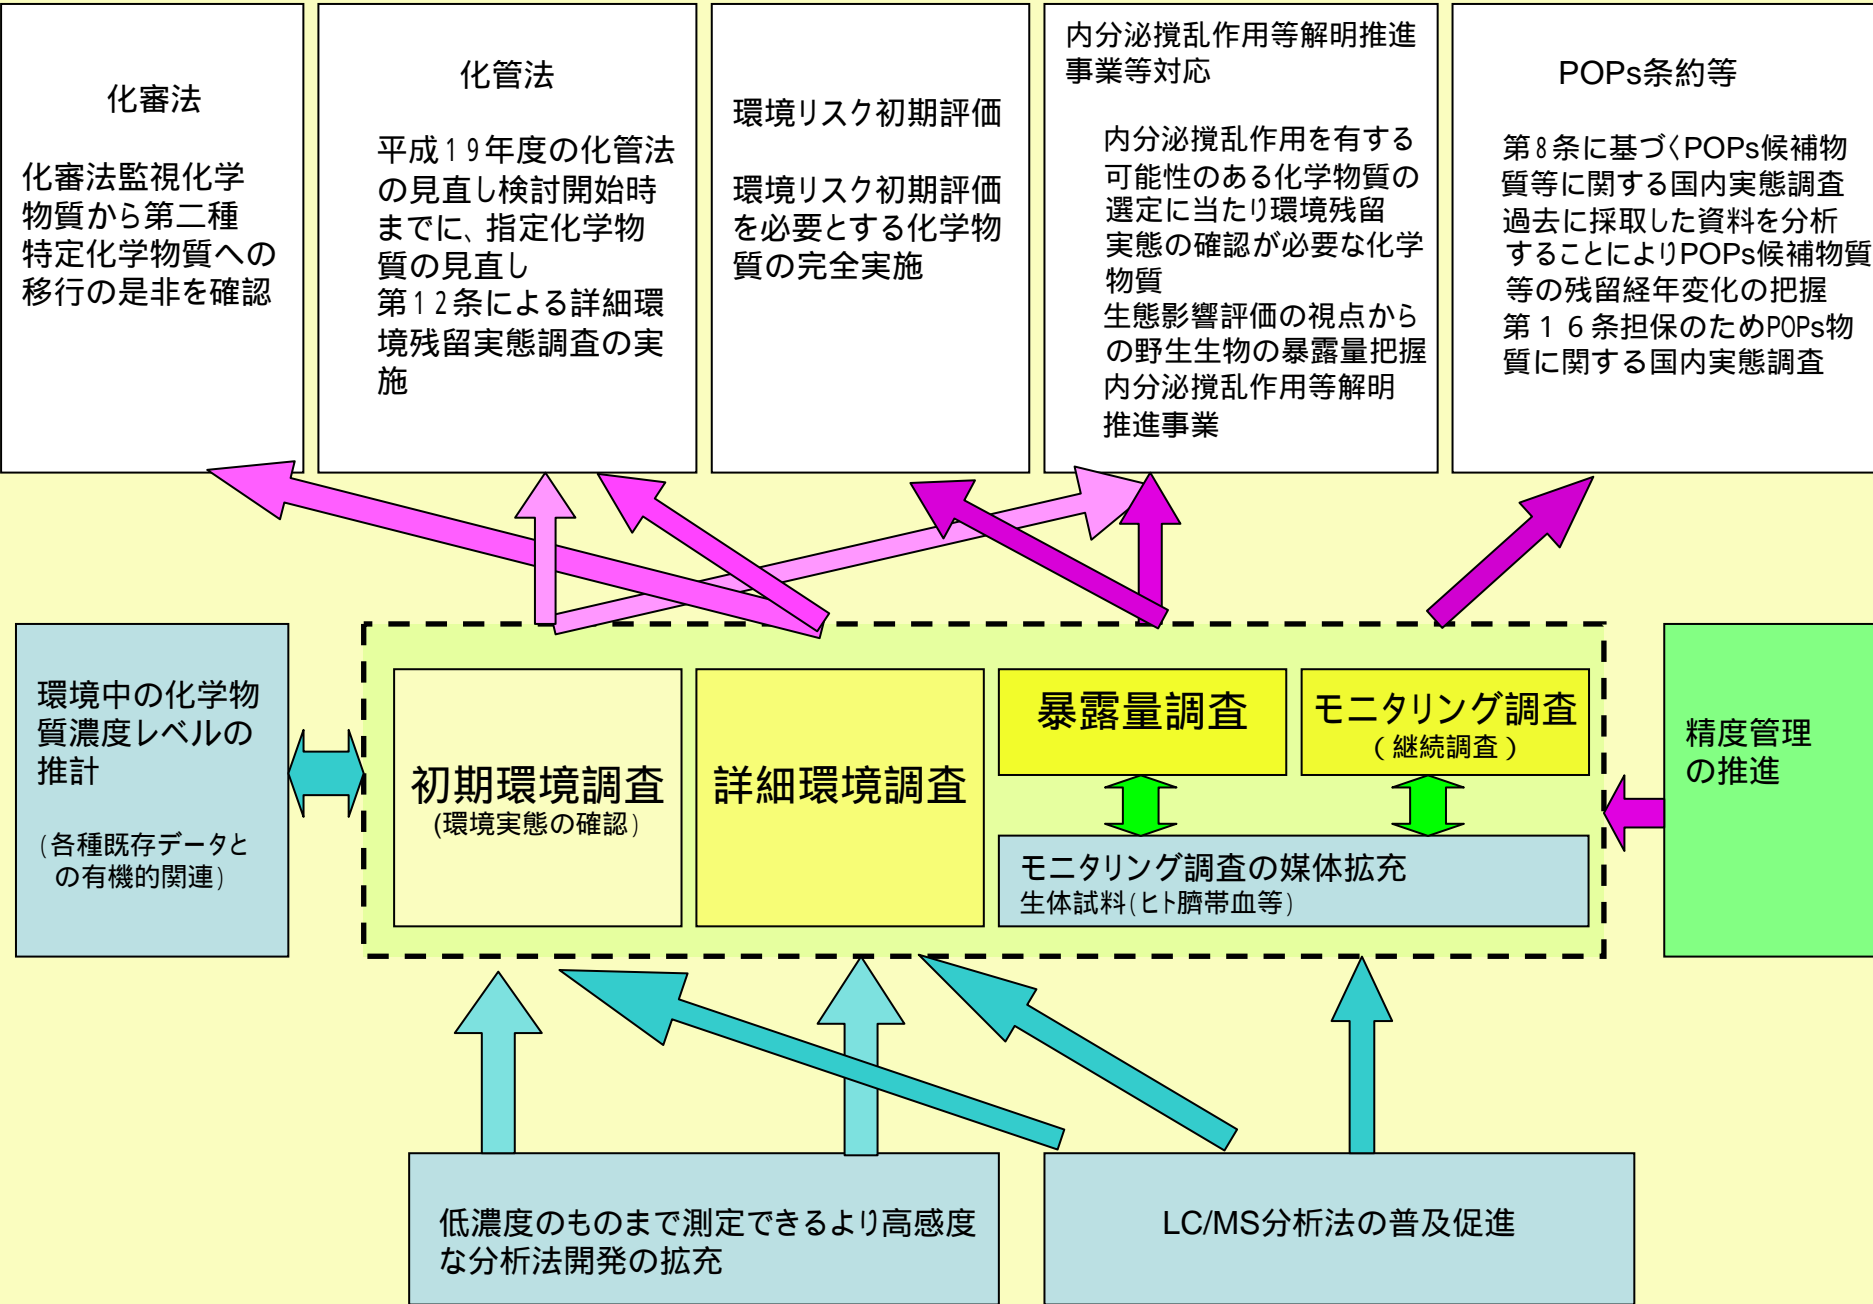 化審法
化審法監視化学
物質から第二種
特定化学物質への
移行の是非を確認
化管法
平成19年度の化管法
の見直し検討開始時
までに、指定化学物
質の見直し
第12条による詳細環
境残留実態調査の実
施
環境リスク初期評価
環境リスク初期評価
を必要とする化学物
質の完全実施
内分泌撹乱作用等解明推進
事業等対応
内分泌撹乱作用を有する
可能性のある化学物質の
選定に当たり環境残留
実態の確認が必要な化学
物質
生態影響評価の視点から
の野生生物の暴露量把握
内分泌撹乱作用等解明
推進事業
POPs条約等
第8条に基づくPOPs候補物
質等に関する国内実態調査
過去に採取した資料を分析
することによりPOPs候補物質
等の残留経年変化の把握
第16条担保のためPOPs物
質に関する国内実態調査
環境中の化学物
質濃度レベルの
推計
(各種既存データと
の有機的関連)
初期環境調査
(環境実態の確認)
詳細環境調査
暴露量調査
モニタリング調査
(継続調査)
モニタリング調査の媒体拡充
生体試料(ヒト臍帯血等)
精度管理
の推進
低濃度のものまで測定できるより高感度
な分析法開発の拡充
LC/MS分析法の普及促進